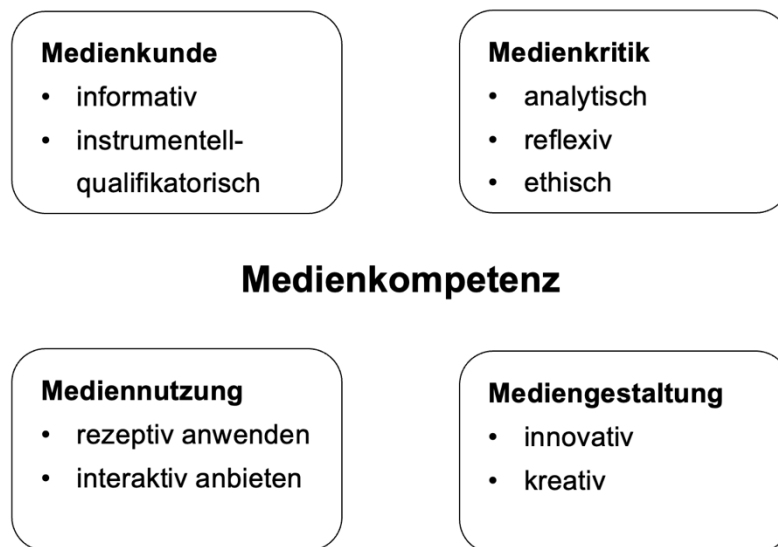 Medienkunde
• informativ
• instrumentell-
qualifikatorisch
Medienkritik
• analytisch
• reflexiv
• ethisch
Medienkompetenz
Mediennutzung
• rezeptiv anwenden
• interaktiv anbieten
Mediengestaltung
• innovativ
• kreativ